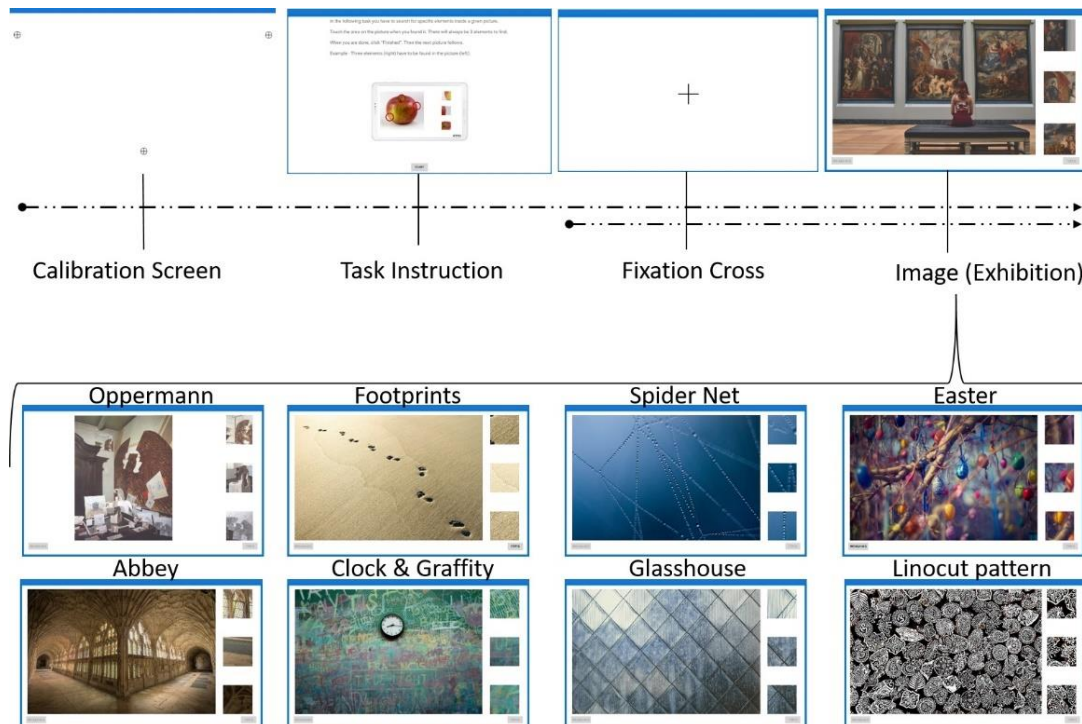 In the following task you have to search for specific elements inside a given picture.
Touch the area on the picture when you found it. There will always be 3 elements to find.
When you are done, click "Finished". Then the next picture follows.
Example: Three elements (right) have to be found in the picture (left).
Calibration Screen
Task Instruction
Fixation Cross
Image (Exhibition)
Oppermann
Footprints
Spider Net
Easter
Abbey
Clock & Graffity
Glasshouse
Linocut pattern